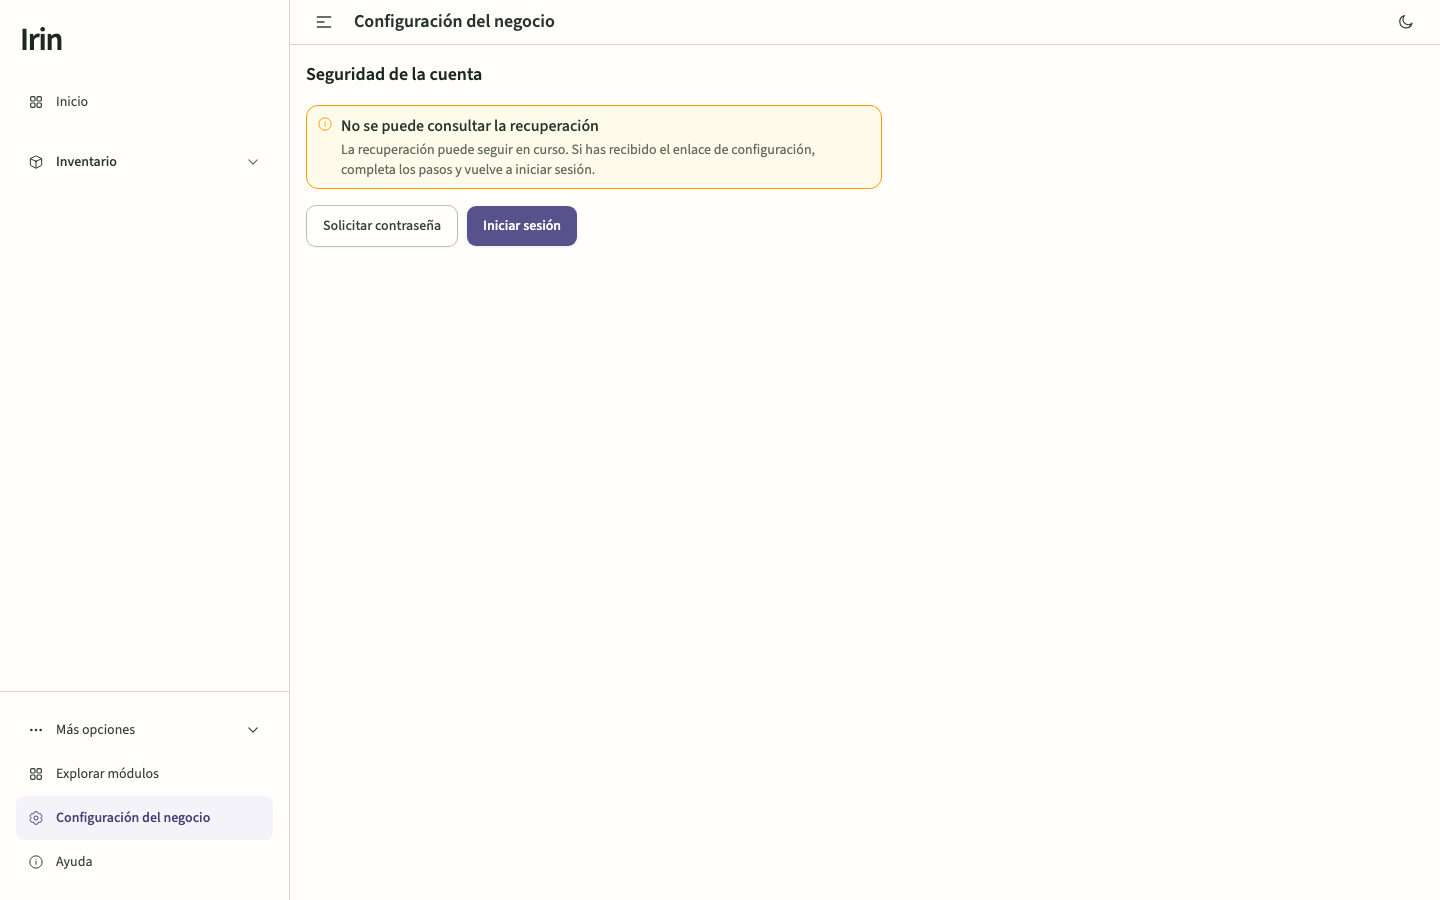 Irin
Inicio
Inventario
Más opciones
Explorar módulos
Configuración del negocio
Ayuda
Configuración del negocio
Seguridad de la cuenta
No se puede consultar la recuperación
La recuperación puede seguir en curso. Si has recibido el enlace de configuración,
completa los pasos y vuelve a iniciar sesión.
Solicitar contraseña
Iniciar sesión